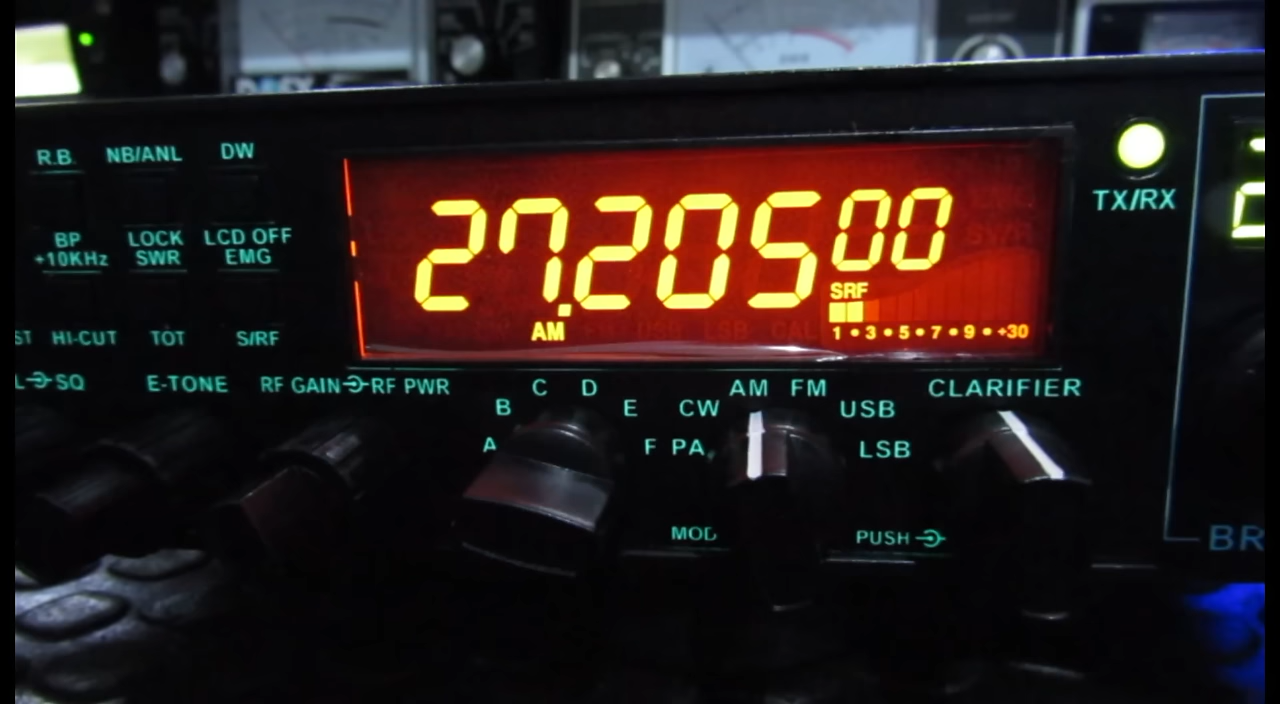 R.B. NB/ANL DW
BP LOCK LCD OFF
+10KHz SWR EMG
ST HI-CUT TOT S/RF
L SQ E-TONE RF GAIN RF PWR
27.205 00
SRF
AM
1 • 3 • 5 • 7 • 9 • +30
TX/RX
A B C D E F
PA CW AM FM USB LSB
CLARIFIER
MOD
PUSH
BR